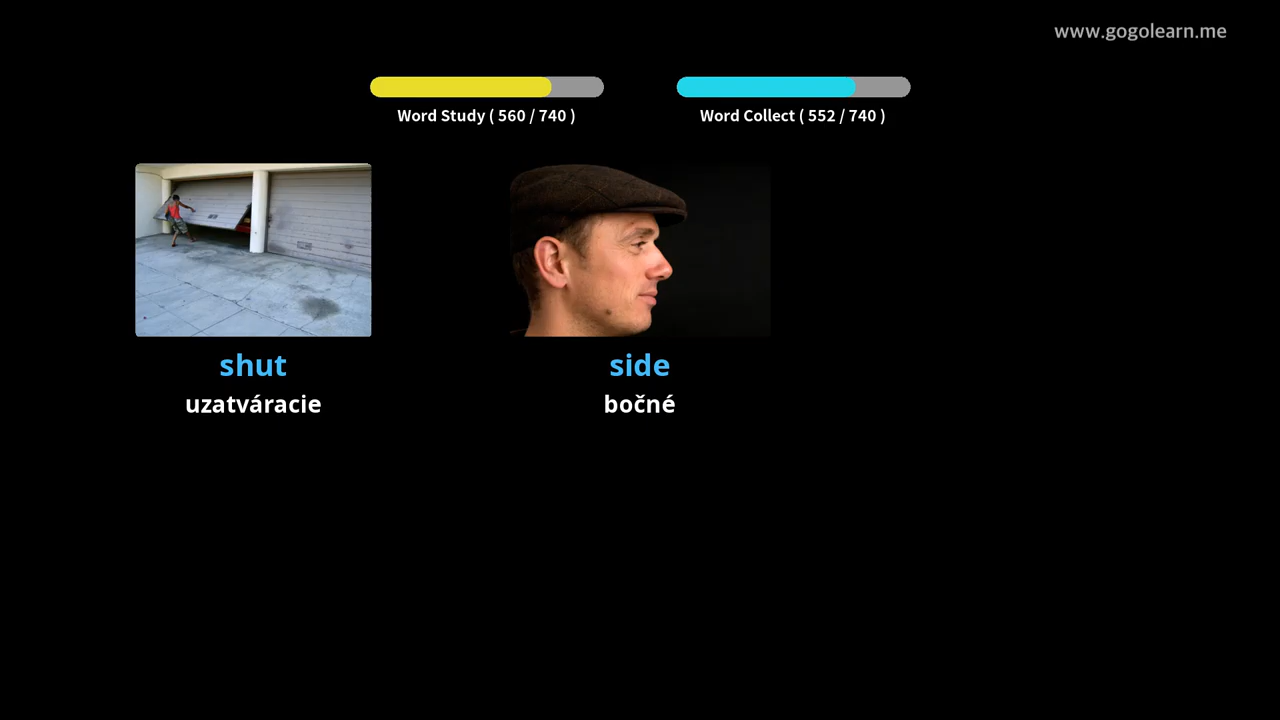 www.gogolearn.me
Word Study ( 560 / 740 )
Word Collect ( 552 / 740 )
shut
side
uzatváracie
bočné